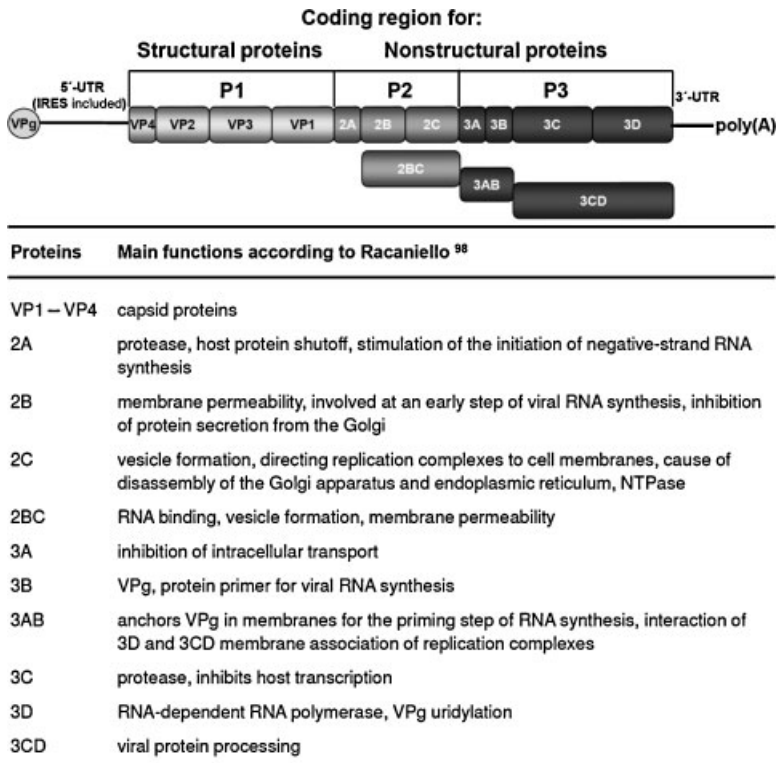 Coding region for:
Structural proteins Nonstructural proteins
5´-UTR
(IRES included)
P1 P2 P3
3´-UTR
VPg VP4 VP2 VP3 VP1 2A 2B 2C 3A 3B 3C 3D poly(A)
2BC
3AB
3CD
Proteins Main functions according to Racaniello 98
VP1 – VP4 capsid proteins
2A protease, host protein shutoff, stimulation of the initiation of negative-strand RNA
synthesis
2B membrane permeability, involved at an early step of viral RNA synthesis, inhibition
of protein secretion from the Golgi
2C vesicle formation, directing replication complexes to cell membranes, cause of
disassembly of the Golgi apparatus and endoplasmic reticulum, NTPase
2BC RNA binding, vesicle formation, membrane permeability
3A inhibition of intracellular transport
3B VPg, protein primer for viral RNA synthesis
3AB anchors VPg in membranes for the priming step of RNA synthesis, interaction of
3D and 3CD membrane association of replication complexes
3C protease, inhibits host transcription
3D RNA-dependent RNA polymerase, VPg uridylation
3CD viral protein processing